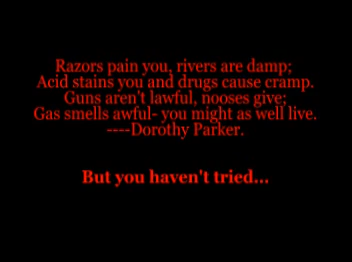 Razors pain you, rivers are damp;
Acid stains you and drugs cause cramp.
Guns aren't lawful, nooses give;
Gas smells awful- you might as well live.
----Dorothy Parker.
But you haven't tried...